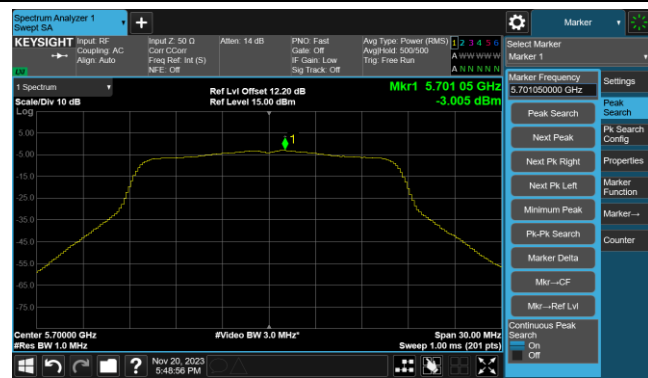 Spectrum Analyzer 1
Swept SA
Marker
KEYSIGHT
Input: RF
Coupling: AC
Align: Auto
Input Z: 50 Ω
Corr CCorr
Freq Ref: Int (S)
NFE: Off
Atten: 14 dB
PNO: Fast
Gate: Off
IF Gain: Low
Sig Track: Off
Avg Type: Power (RMS)
Avg|Hold: 500/500
Trig: Free Run
1 2 3 4 5 6
A W W W W W
A N N N N N
LV
Select Marker
Marker 1
1 Spectrum
Scale/Div 10 dB
Log
Ref Lvl Offset 12.20 dB
Ref Level 15.00 dBm
Mkr1 5.701 05 GHz
-3.005 dBm
1
5.00
-5.00
-15.0
-25.0
-35.0
-45.0
-55.0
-65.0
-75.0
Center 5.70000 GHz
#Res BW 1.0 MHz
#Video BW 3.0 MHz*
Span 30.00 MHz
Sweep 1.00 ms (201 pts)
Marker Frequency
5.701050000 GHz
Peak Search
Next Peak
Next Pk Right
Next Pk Left
Minimum Peak
Pk-Pk Search
Marker Delta
Mkr→CF
Mkr→Ref Lvl
Continuous Peak
Search
On
Off
Settings
Peak
Search
Pk Search
Config
Properties
Marker
Function
Marker→
Counter
?
Nov 20, 2023
5:48:56 PM